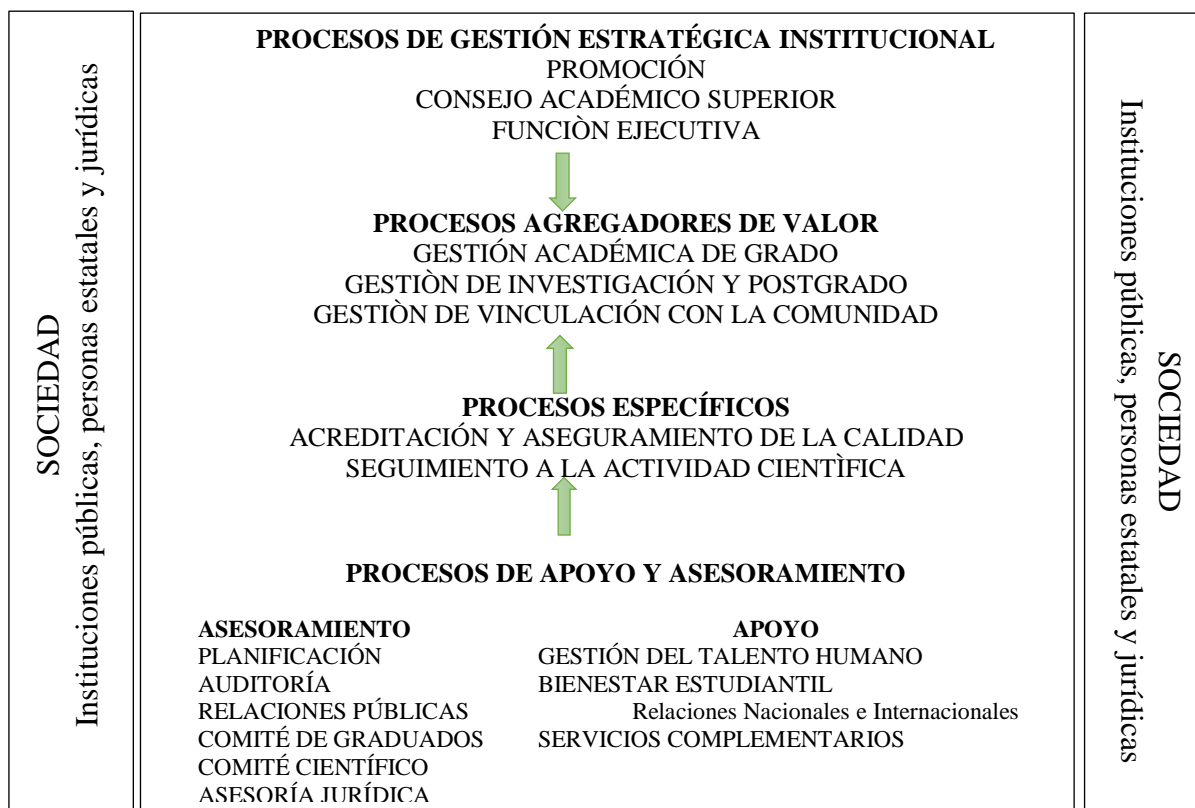 SOCIEDAD
Instituciones públicas, personas estatales y jurídicas
PROCESOS DE GESTIÓN ESTRATÉGICA INSTITUCIONAL
PROMOCIÓN
CONSEJO ACADÉMICO SUPERIOR
FUNCIÒN EJECUTIVA
PROCESOS AGREGADORES DE VALOR
GESTIÓN ACADÉMICA DE GRADO
GESTIÒN DE INVESTIGACIÓN Y POSTGRADO
GESTIÒN DE VINCULACIÓN CON LA COMUNIDAD
PROCESOS ESPECÍFICOS
ACREDITACIÓN Y ASEGURAMIENTO DE LA CALIDAD
SEGUIMIENTO A LA ACTIVIDAD CIENTÌFICA
PROCESOS DE APOYO Y ASESORAMIENTO
ASESORAMIENTO
PLANIFICACIÓN
AUDITORÍA
RELACIONES PÚBLICAS
COMITÉ DE GRADUADOS
COMITÉ CIENTÍFICO
ASESORÍA JURÍDICA
APOYO
GESTIÓN DEL TALENTO HUMANO
BIENESTAR ESTUDIANTIL
Relaciones Nacionales e Internacionales
SERVICIOS COMPLEMENTARIOS
SOCIEDAD
Instituciones públicas, personas estatales y jurídicas